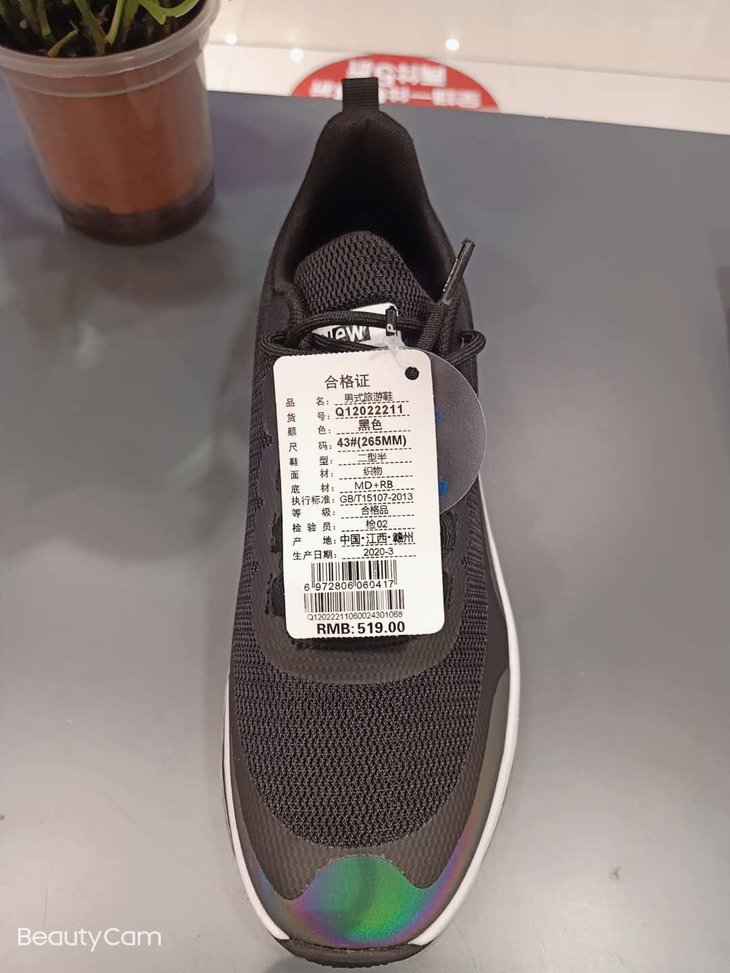 New
合格证
品名：男式旅游鞋
货号：Q12022211
颜色：黑色
尺码：43#(265MM)
鞋型：二型半
面材：织物
底材：MD+RB
执行标准：GB/T15107-2013
等级：合格品
检验员：检02
产地：中国·江西·赣州
生产日期：2020-3
6 972806 060417
Q12022211060024301068
RMB:519.00
BeautyCam